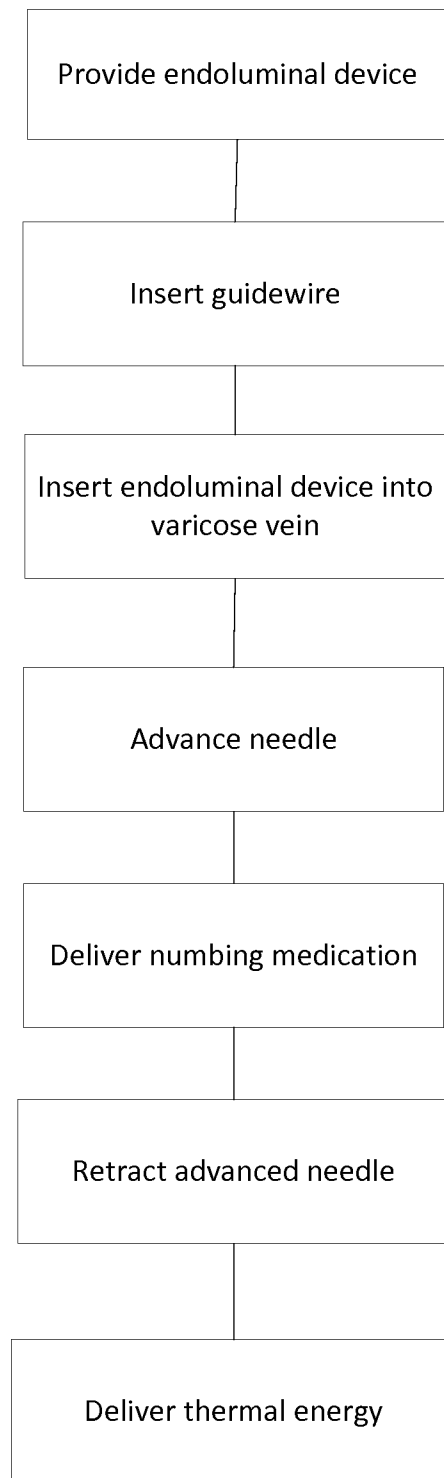 Provide endoluminal device
Insert guidewire
Insert endoluminal device into
varicose vein
Advance needle
Deliver numbing medication
Retract advanced needle
Deliver thermal energy